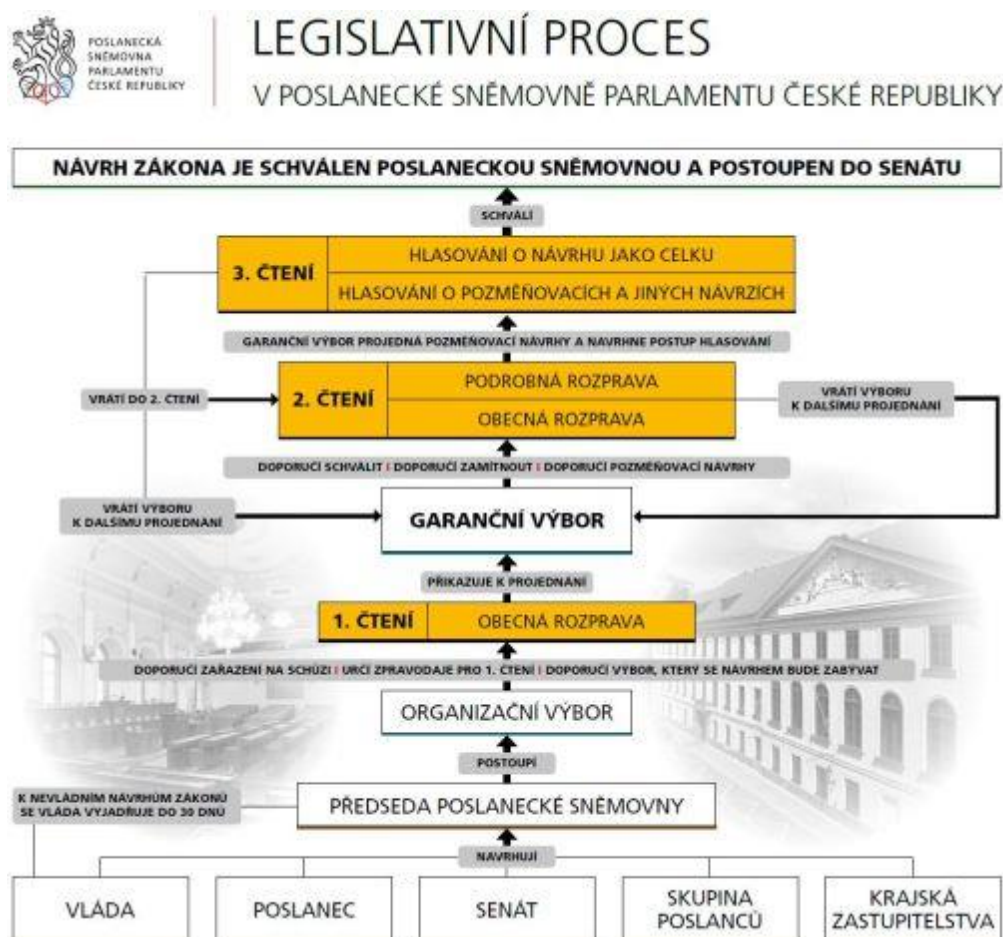 POSLANECKÁ
SNĚMOVNA
PARLAMENTU
ČESKÉ REPUBLIKY
LEGISLATIVNÍ PROCES
V POSLANECKÉ SNĚMOVNĚ PARLAMENTU ČESKÉ REPUBLIKY
NÁVRH ZÁKONA JE SCHVÁLEN POSLANECKOU SNĚMOVNOU A POSTOUPEN DO SENÁTU
SCHVÁLÍ
3. ČTENÍ
HLASOVÁNÍ O NÁVRHU JAKO CELKU
HLASOVÁNÍ O POZMĚŇOVACÍCH A JINÝCH NÁVRZÍCH
GARANČNÍ VÝBOR PROJEDNÁ POZMĚŇOVACÍ NÁVRHY A NAVRHNE POSTUP HLASOVÁNÍ
VRÁTÍ DO 2. ČTENÍ
2. ČTENÍ
PODROBNÁ ROZPRAVA
OBECNÁ ROZPRAVA
VRÁTÍ VÝBORU
K DALŠÍMU PROJEDNÁNÍ
DOPORUČÍ SCHVÁLIT | DOPORUČÍ ZAMÍTNOUT | DOPORUČÍ POZMĚŇOVACÍ NÁVRHY
VRÁTÍ VÝBORU
K DALŠÍMU PROJEDNÁNÍ
GARANČNÍ VÝBOR
PŘIKAZUJE K PROJEDNÁNÍ
1. ČTENÍ
OBECNÁ ROZPRAVA
DOPORUČÍ ZAŘAZENÍ NA SCHŮZI | URČÍ ZPRAVODAJE PRO 1. ČTENÍ | DOPORUČÍ VÝBOR, KTERÝ SE NÁVRHEM BUDE ZABÝVAT
ORGANIZAČNÍ VÝBOR
POSTOUPÍ
K NEVLÁDNÍM NÁVRHŮM ZÁKONŮ
SE VLÁDA VYJADŘUJE DO 30 DNŮ
PŘEDSEDA POSLANECKÉ SNĚMOVNY
NAVRHUJÍ
VLÁDA
POSLANEC
SENÁT
SKUPINA
POSLANCŮ
KRAJSKÁ
ZASTUPITELSTVA